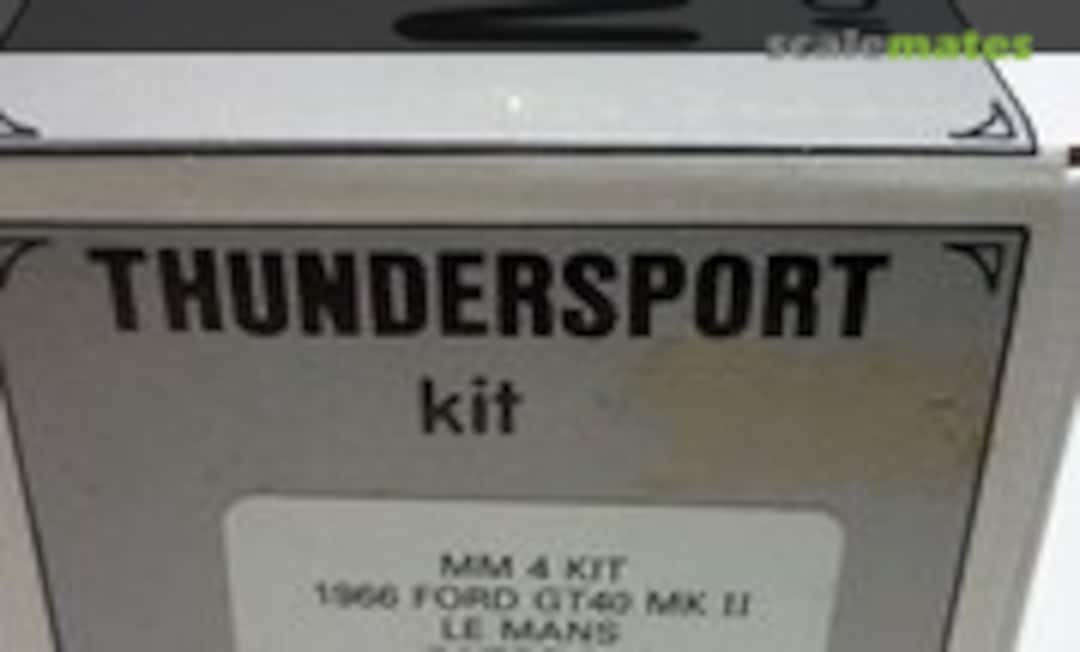 scalemates
THUNDERSPORT
kit
MM 4 KIT
1966 FORD GT40 MK II
LE MANS